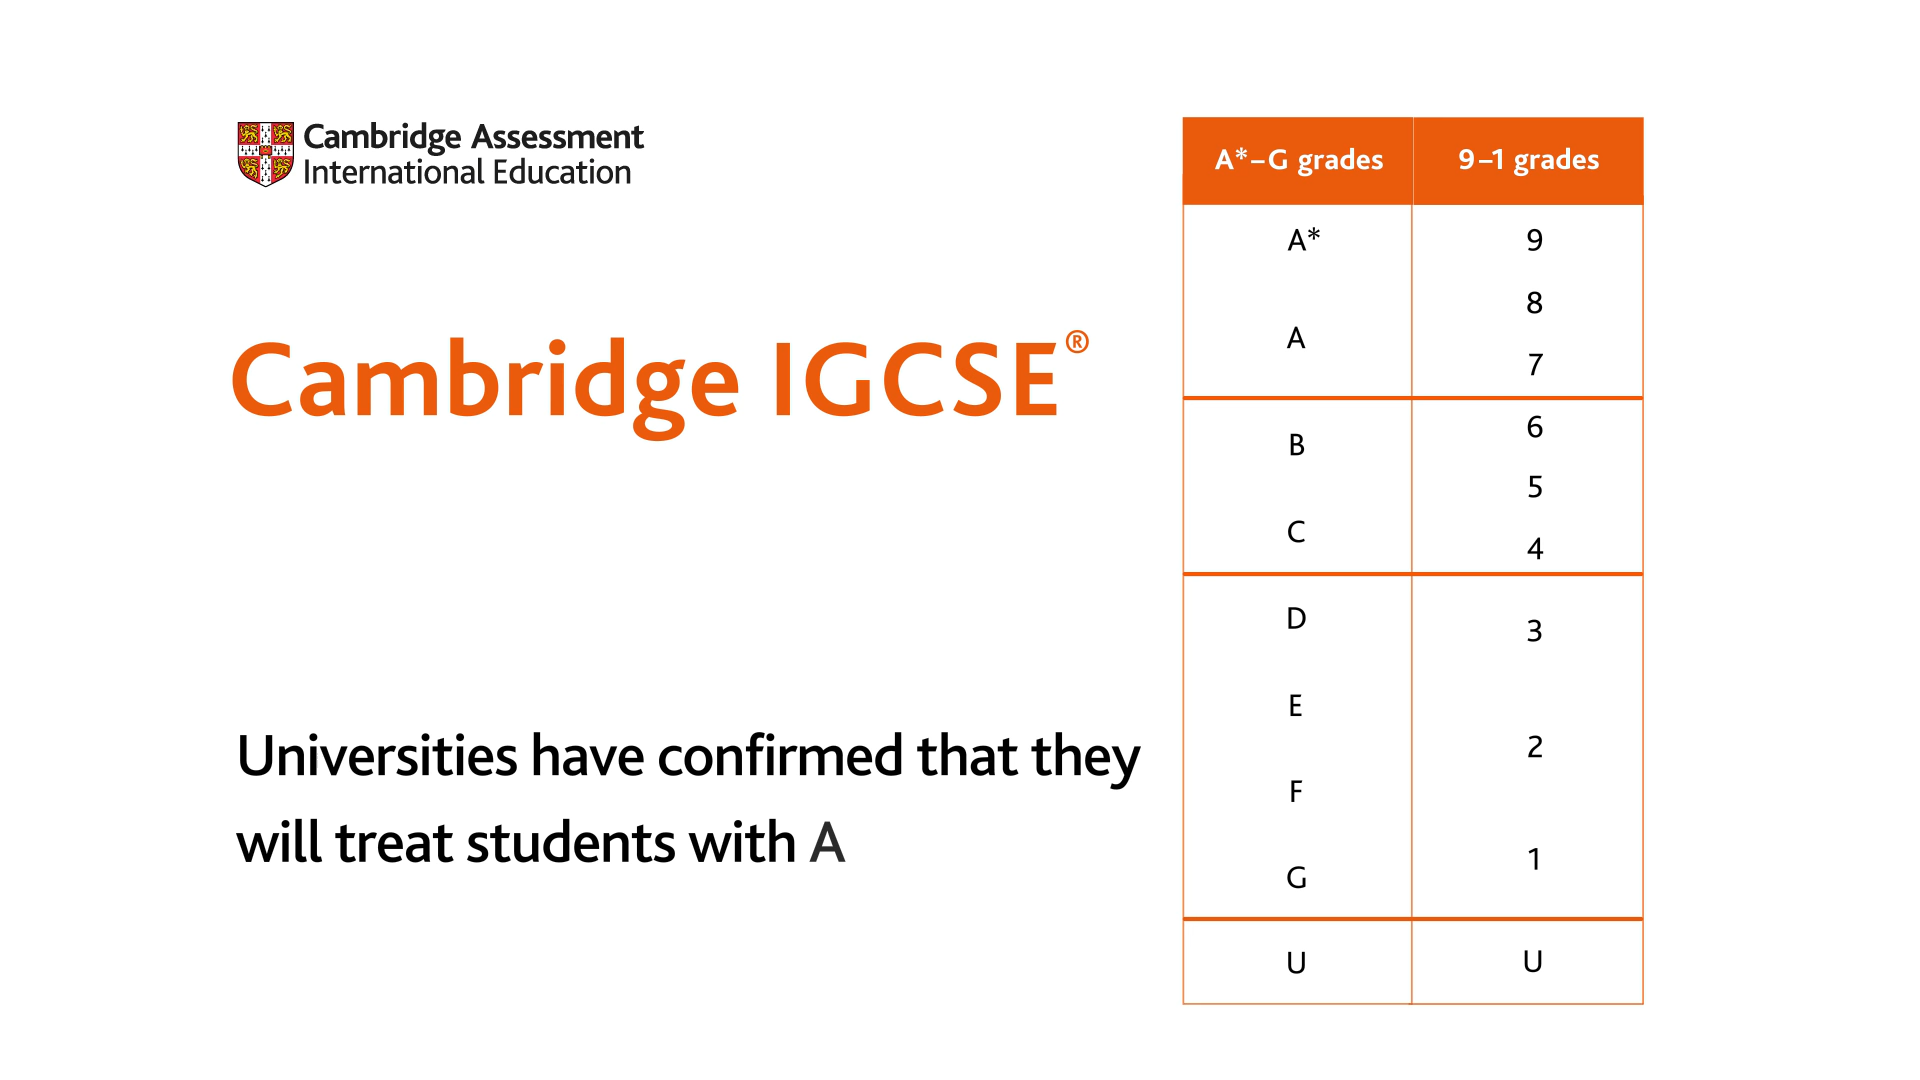 Cambridge Assessment
International Education
Cambridge IGCSE®
Universities have confirmed that they
will treat students with A
A*–G grades 9–1 grades
A* 9
8
A
7
6
B
5
C
4
D
3
E
2
F
1
G
U U